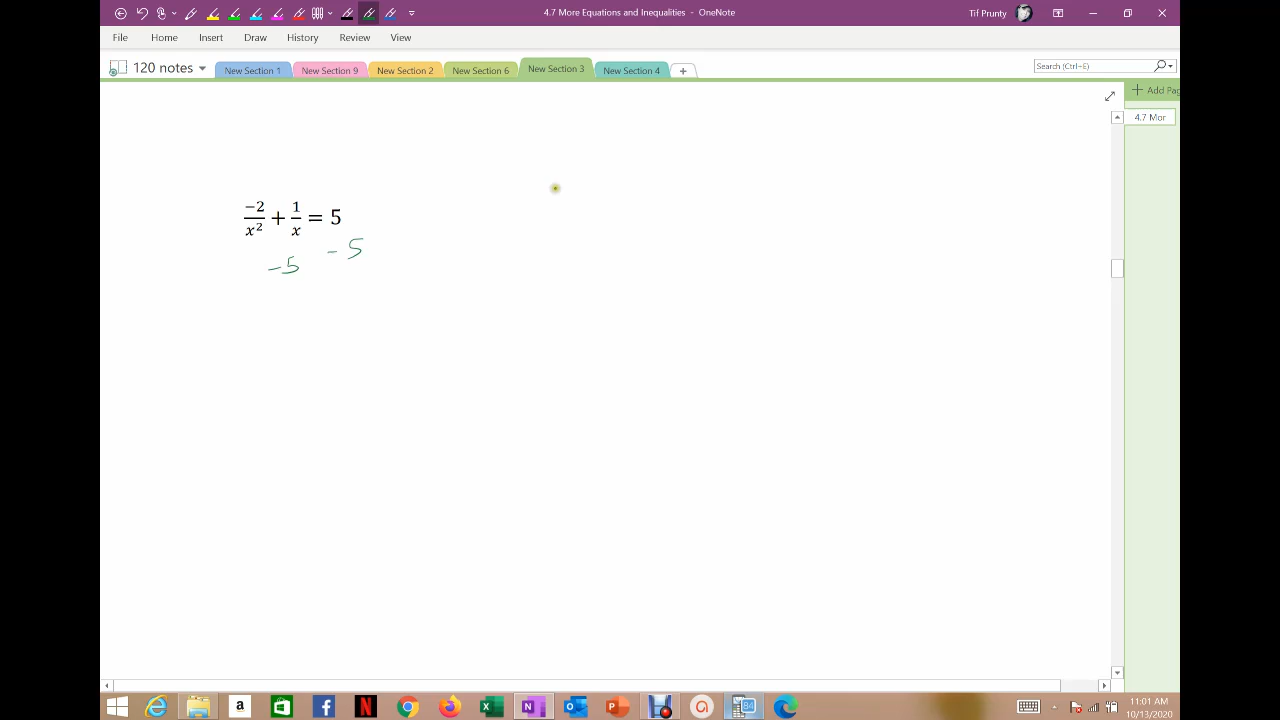 4.7 More Equations and Inequalities - OneNote
Tif Prunty
File Home Insert Draw History Review View
120 notes New Section 1 New Section 9 New Section 2 New Section 6 New Section 3 New Section 4 +
Search (Ctrl+E)
+ Add Pag
4.7 Mor
-2/x² + 1/x = 5
-5 -5
84
11:01 AM
10/13/2020